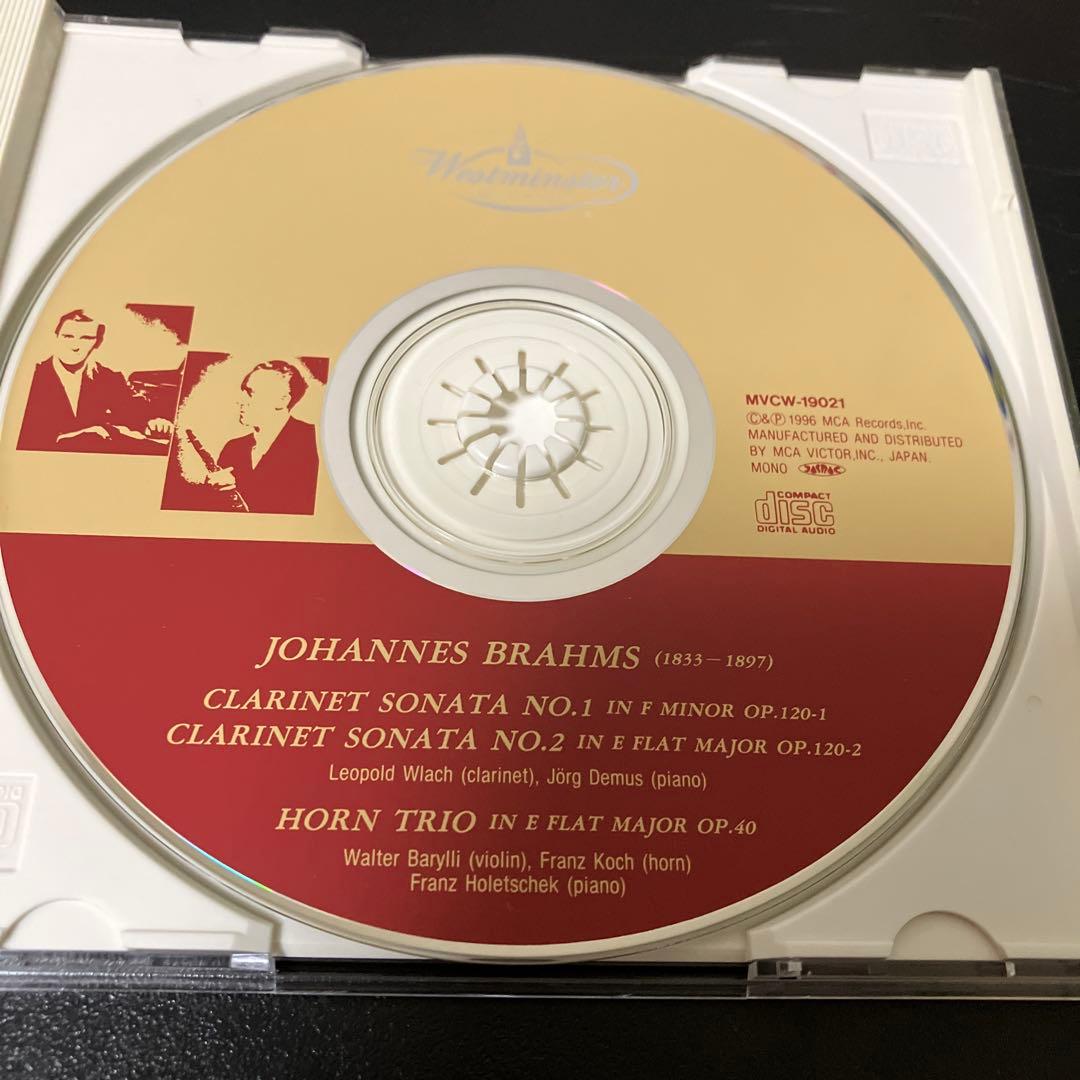 Westminster
MVCW-19021
Ⓒ&Ⓟ 1996 MCA Records,Inc.
MANUFACTURED AND DISTRIBUTED
BY MCA VICTOR,INC., JAPAN.
MONO
COMPACT
disc
DIGITAL AUDIO
JOHANNES BRAHMS (1833－1897)
CLARINET SONATA NO.1 IN F MINOR OP.120-1
CLARINET SONATA NO.2 IN E FLAT MAJOR OP.120-2
Leopold Wlach (clarinet), Jörg Demus (piano)
HORN TRIO IN E FLAT MAJOR OP.40
Walter Barylli (violin), Franz Koch (horn)
Franz Holetschek (piano)